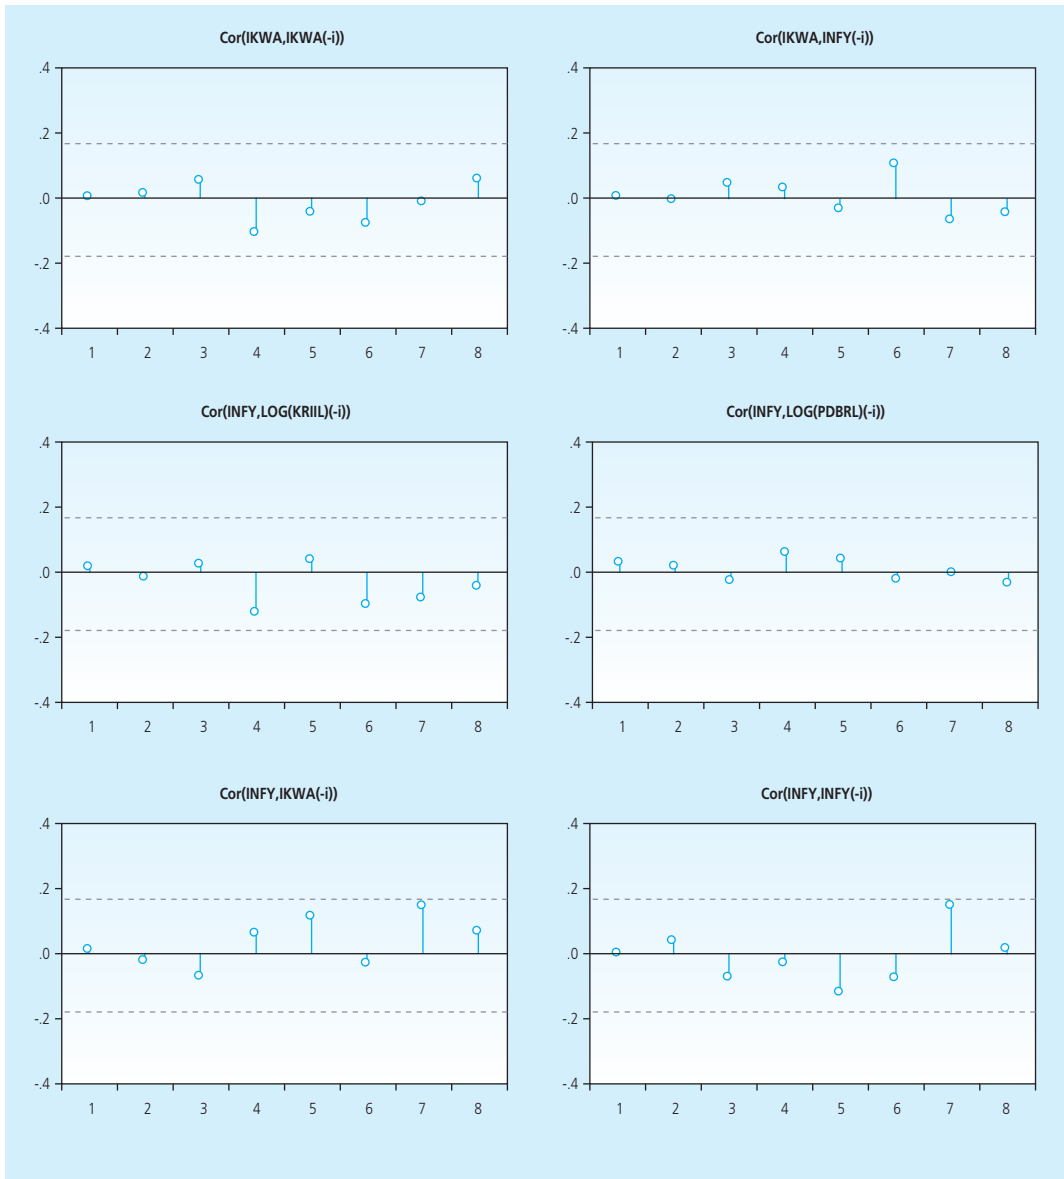 Cor(IKWA,IKWA(-i))
.4
.2
.0
-.2
-.4
1 2 3 4 5 6 7 8
Cor(IKWA,INFY(-i))
.4
.2
.0
-.2
-.4
1 2 3 4 5 6 7 8
Cor(INFY,LOG(KRIIL)(-i))
.4
.2
.0
-.2
-.4
1 2 3 4 5 6 7 8
Cor(INFY,LOG(PDBRL)(-i))
.4
.2
.0
-.2
-.4
1 2 3 4 5 6 7 8
Cor(INFY,IKWA(-i))
.4
.2
.0
-.2
-.4
1 2 3 4 5 6 7 8
Cor(INFY,INFY(-i))
.4
.2
.0
-.2
-.4
1 2 3 4 5 6 7 8